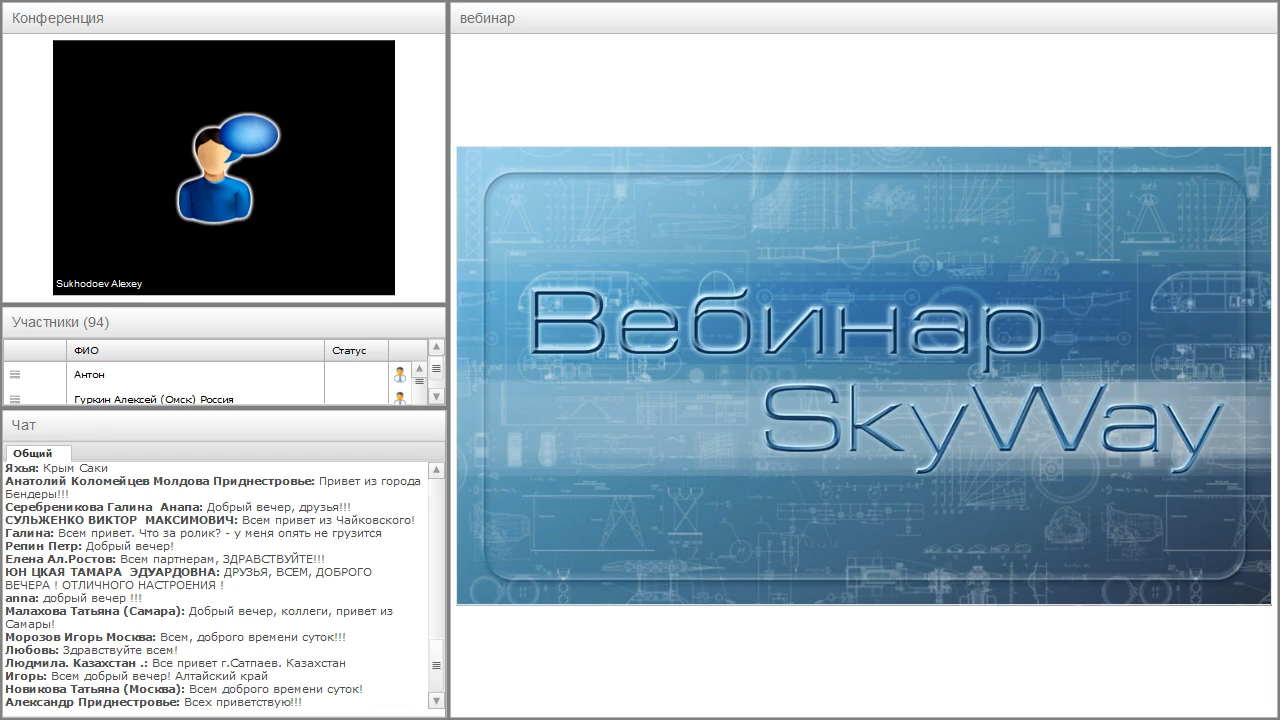 Конференция
Sukhodoev Alexey
Участники (94)
ФИО
Статус
Антон
Гуркин Алексей (Омск) Россия
Чат
Общий
Яхья: Крым Саки
Анатолий Коломейцев Молдова Приднестровье: Привет из города
Бендеры!!!
Серебреникова Галина Анапа: Добрый вечер, друзья!!!
СУЛЬЖЕНКО ВИКТОР МАКСИМОВИЧ: Всем привет из Чайковского!
Галина: Всем привет. Что за ролик? - у меня опять не грузится
Репин Петр: Добрый вечер!
Елена Ал.Ростов: Всем партнерам, ЗДРАВСТВУЙТЕ!!!
ЮН ЦКАЯ ТАМАРА ЭДУАРДОВНА: ДРУЗЬЯ, ВСЕМ, ДОБРОГО
ВЕЧЕРА ! ОТЛИЧНОГО НАСТРОЕНИЯ !
anna: добрый вечер !!!
Малахова Татьяна (Самара): Добрый вечер, коллеги, привет из
Самары!
Морозов Игорь Москва: Всем, доброго времени суток!!!
Любовь: Здравствуйте всем!
Людмила. Казахстан .: Все привет г.Сатпаев. Казахстан
Игорь: Всем добрый вечер! Алтайский край
Новикова Татьяна (Москва): Всем доброго времени суток!
Александр Приднестровье: Всех приветствую!!!
вебинар
Вебинар
SkyWay